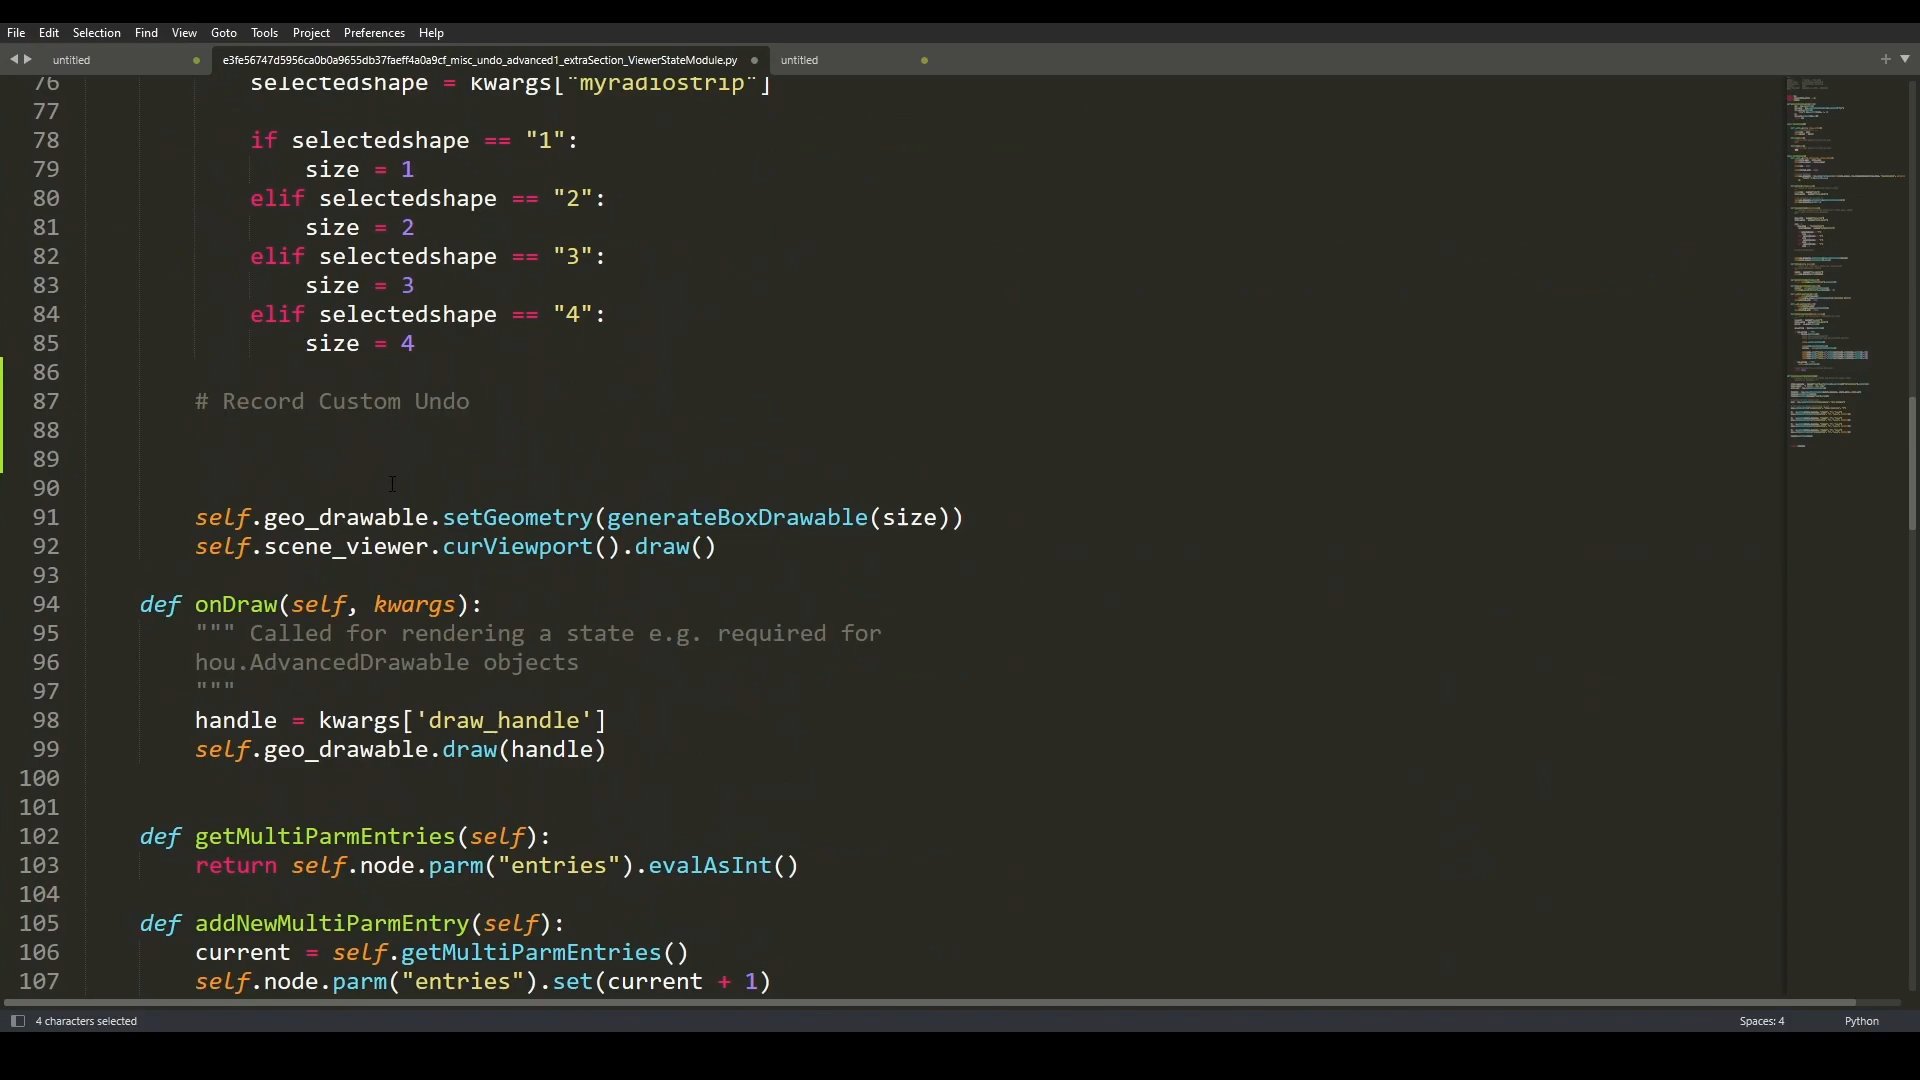 File Edit Selection Find View Goto Tools Project Preferences Help
untitled
e3fe56747d5956ca0b0a9655db37faeff4a0a9cf_misc_undo_advanced1_extraSection_ViewerStateModule.py
untitled
76 selectedshape = kwargs["myradiostrip"]
77
78 if selectedshape == "1":
79 size = 1
80 elif selectedshape == "2":
81 size = 2
82 elif selectedshape == "3":
83 size = 3
84 elif selectedshape == "4":
85 size = 4
86
87 # Record Custom Undo
88
89
90
91 self.geo_drawable.setGeometry(generateBoxDrawable(size))
92 self.scene_viewer.curViewport().draw()
93
94 def onDraw(self, kwargs):
95 """ Called for rendering a state e.g. required for
96 hou.AdvancedDrawable objects
97 """
98 handle = kwargs['draw_handle']
99 self.geo_drawable.draw(handle)
100
101
102 def getMultiParmEntries(self):
103 return self.node.parm("entries").evalAsInt()
104
105 def addNewMultiParmEntry(self):
106 current = self.getMultiParmEntries()
107 self.node.parm("entries").set(current + 1)
4 characters selected
Spaces: 4
Python